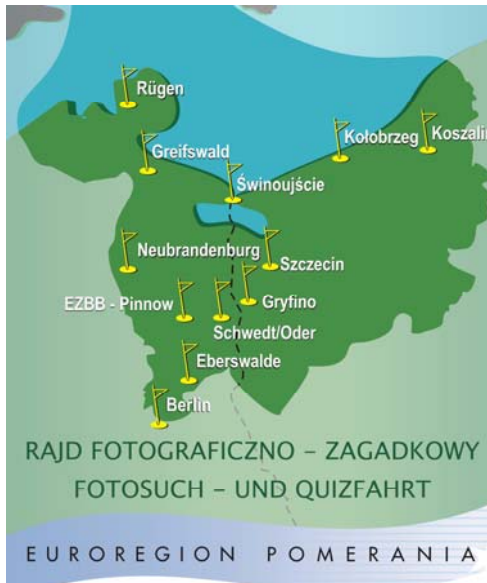 Rügen
Kołobrzeg
Koszalin
Greifswald
Świnoujście
Neubrandenburg
Szczecin
EZBB - Pinnow
Gryfino
Schwedt/Oder
Eberswalde
Berlin
RAJD FOTOGRAFICZNO – ZAGADKOWY
FOTOSUCH – UND QUIZFAHRT
EUROREGION POMERANIA